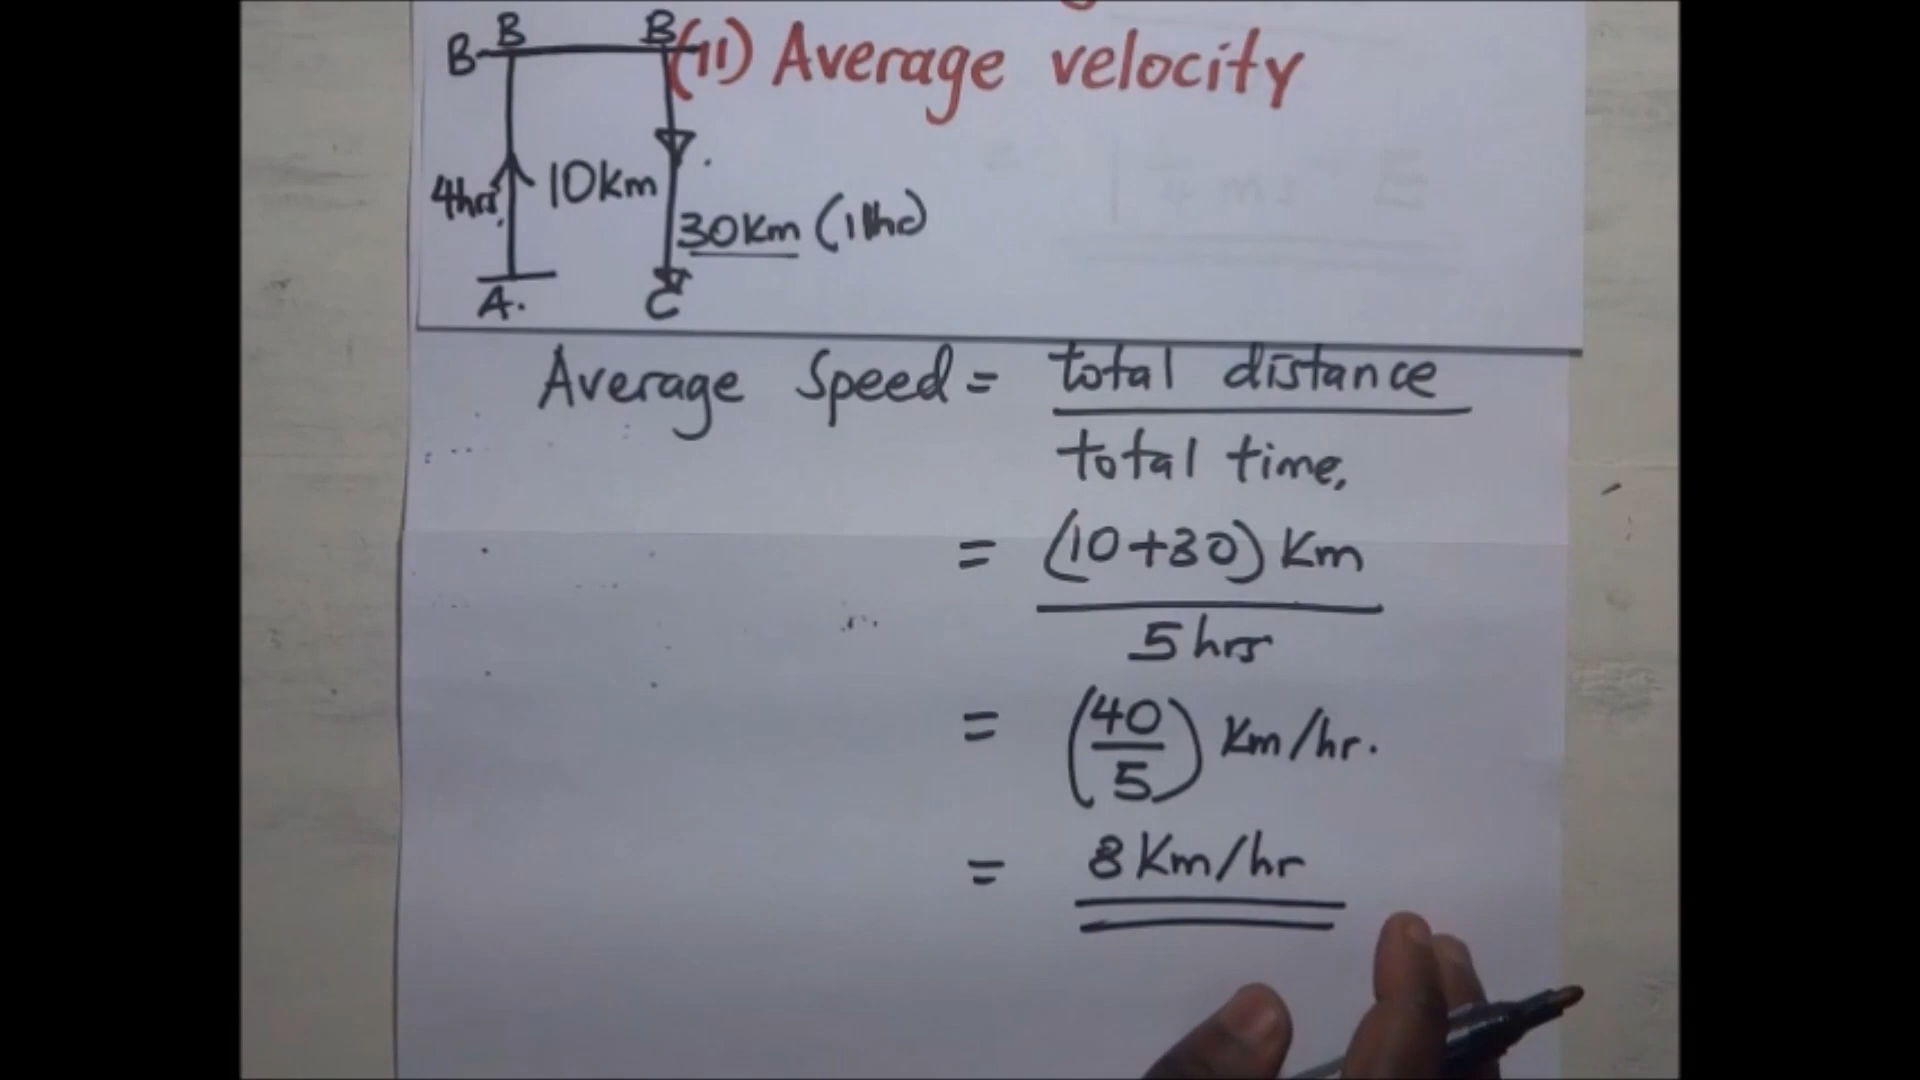 B B B (ii) Average velocity
4hrs 10km
30km
A. C
Average Speed = total distance
total time,
= (10+30) Km
5 hrs
= (40
5) Km/hr.
= 8 Km/hr